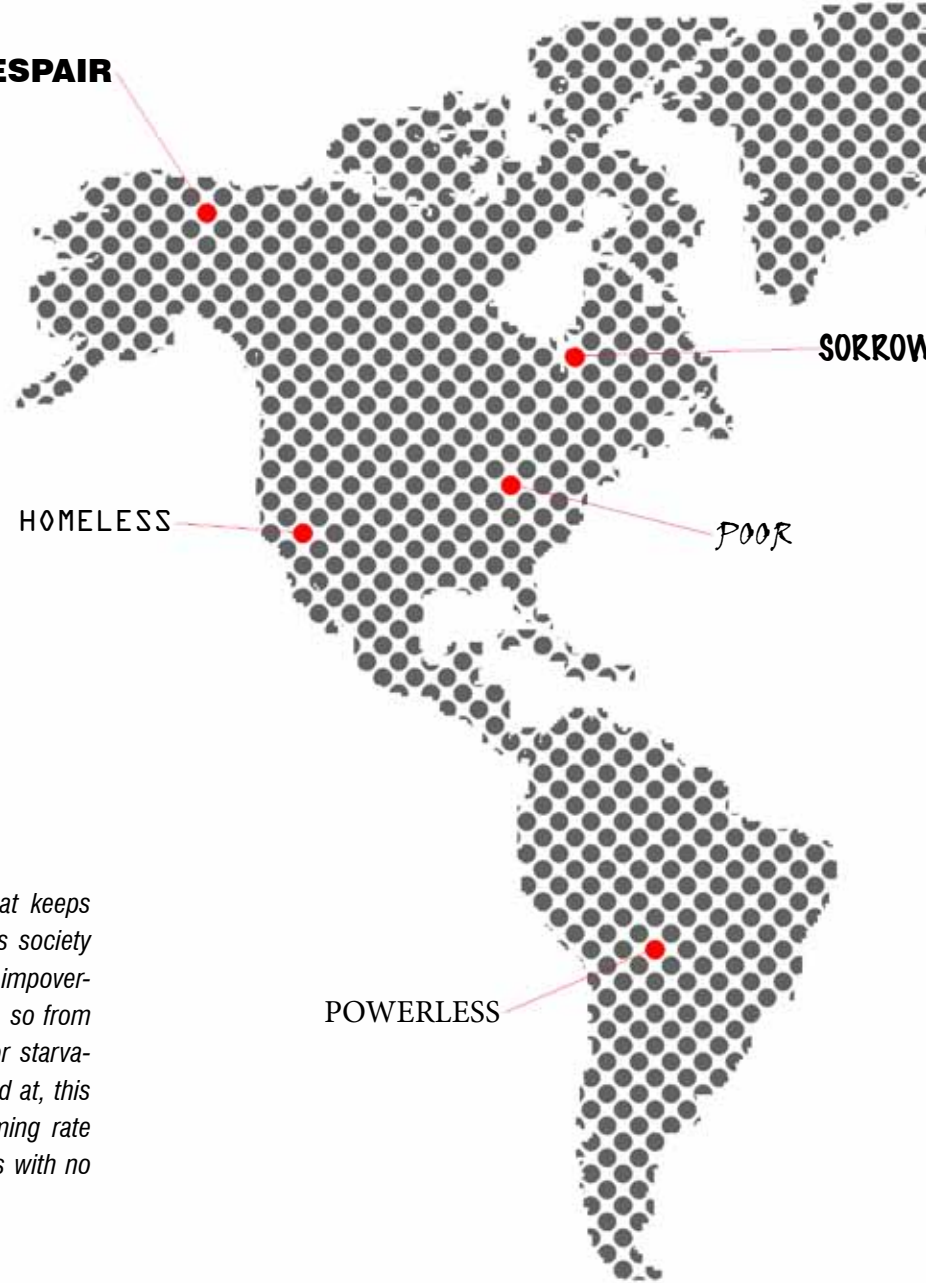 ESPAIR
SORROW
HOMELESS
POOR
at keeps
s society
impover-
so from
r starva-
d at, this
ning rate
s with no
POWERLESS